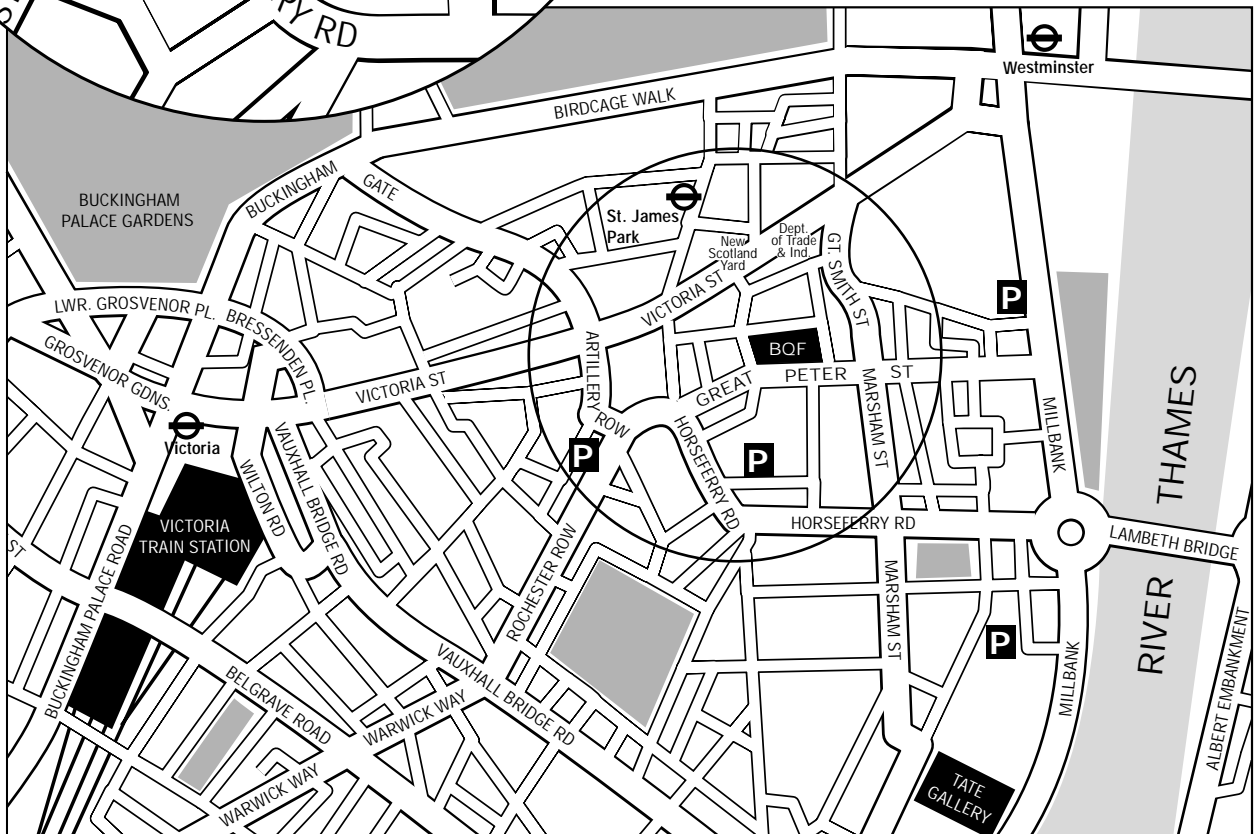 RY RD
Westminster
BIRDCAGE WALK
BUCKINGHAM
GATE
BUCKINGHAM
PALACE GARDENS
St. James
Park
New
Scotland
Yard
Dept.
of Trade
& Ind.
GT. SMITH ST
VICTORIA ST
P
LWR. GROSVENOR PL.
BRESSENDEN PL.
GROSVENOR GDNS.
ARTILLERY ROW
BQF
GREAT
PETER
ST
VICTORIA ST
MARSHAM ST
MILLBANK
RIVER THAMES
Victoria
VAUXHALL BRIDGE RD
WILTON RD
HORSEFERRY RD
P
P
VICTORIA
TRAIN STATION
HORSEFERRY RD
LAMBETH BRIDGE
ST
BUCKINGHAM PALACE ROAD
ROCHESTER ROW
MARSHAM ST
P
MILLBANK
ALBERT EMBANKMENT
BELGRAVE ROAD
VAUXHALL BRIDGE RD
WARWICK WAY
WARWICK WAY
TATE
GALLERY